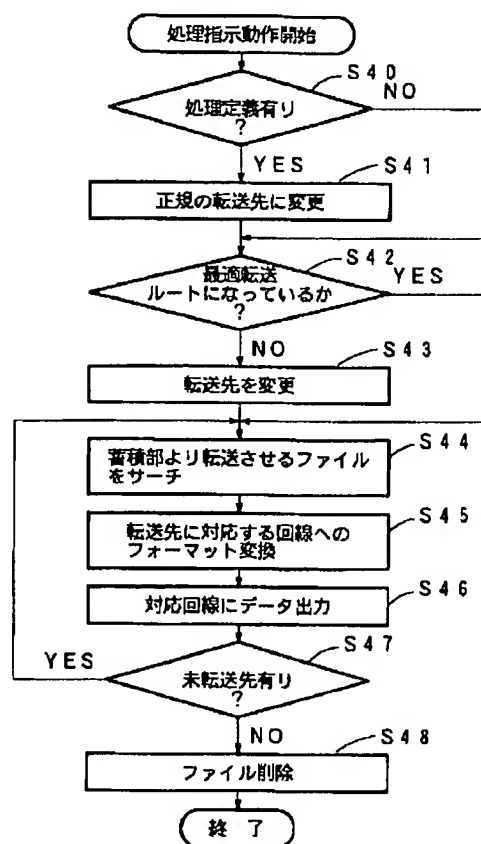 処理指示動作開始
S40
処理定義有り
?
NO
YES
S41
正規の転送先に変更
S42
最適転送
ルートになっているか
?
YES
NO
S43
転送先を変更
S44
蓄積部より転送させるファイル
をサーチ
S45
転送先に対応する回線への
フォーマット変換
S46
対応回線にデータ出力
S47
YES
未転送先有り
?
NO
S48
ファイル削除
終了